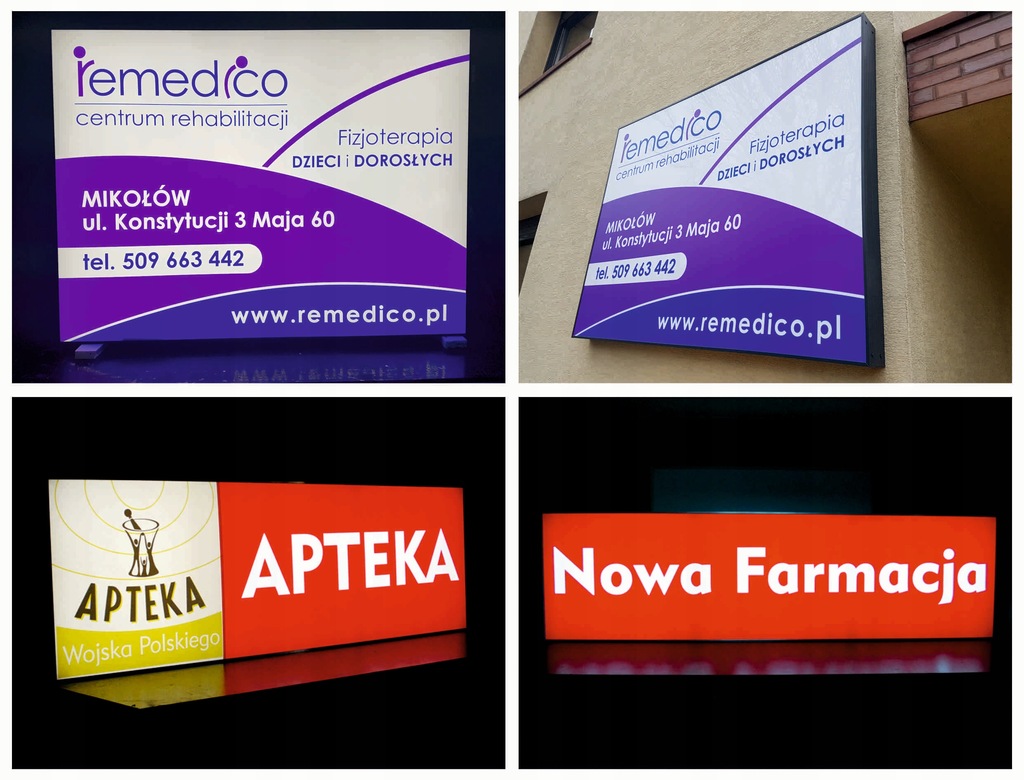 remedico
centrum rehabilitacji
Fizjoterapia
DZIECI i DOROSŁYCH
MIKOŁÓW
ul. Konstytucji 3 Maja 60
tel. 509 663 442
www.remedico.pl
remedico
centrum rehabilitacji
Fizjoterapia
DZIECI i DOROSŁYCH
MIKOŁÓW
ul. Konstytucji 3 Maja 60
tel. 509 663 442
www.remedico.pl
APTEKA
Wojska Polskiego
APTEKA
Nowa Farmacja